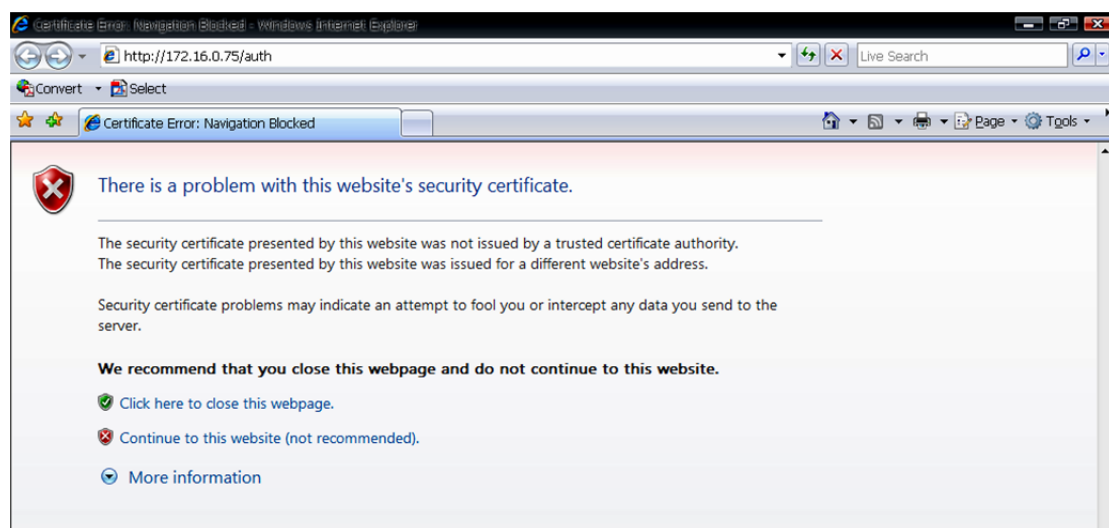 Certificate Error: Navigation Blocked - Windows Internet Explorer
http://172.16.0.75/auth
Live Search
Convert Select
Certificate Error: Navigation Blocked
Page Tools
There is a problem with this website's security certificate.
The security certificate presented by this website was not issued by a trusted certificate authority.
The security certificate presented by this website was issued for a different website's address.
Security certificate problems may indicate an attempt to fool you or intercept any data you send to the
server.
We recommend that you close this webpage and do not continue to this website.
Click here to close this webpage.
Continue to this website (not recommended).
More information